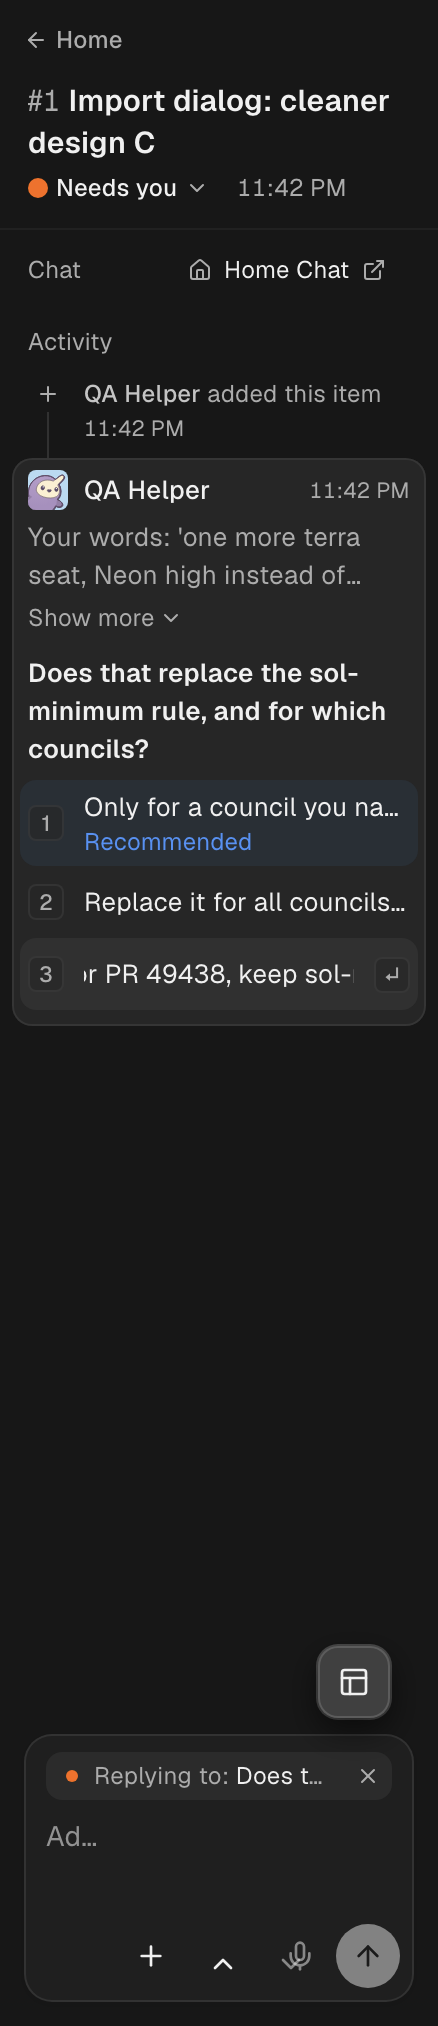 Home
#1 Import dialog: cleaner
design C
Needs you 11:42 PM
Chat Home Chat
Activity
QA Helper added this item
11:42 PM
QA Helper 11:42 PM
Your words: 'one more terra
seat, Neon high instead of…
Show more
Does that replace the sol-
minimum rule, and for which
councils?
1 Only for a council you na…
Recommended
2 Replace it for all councils…
3 or PR 49438, keep sol-
Replying to: Does t…
Ad…